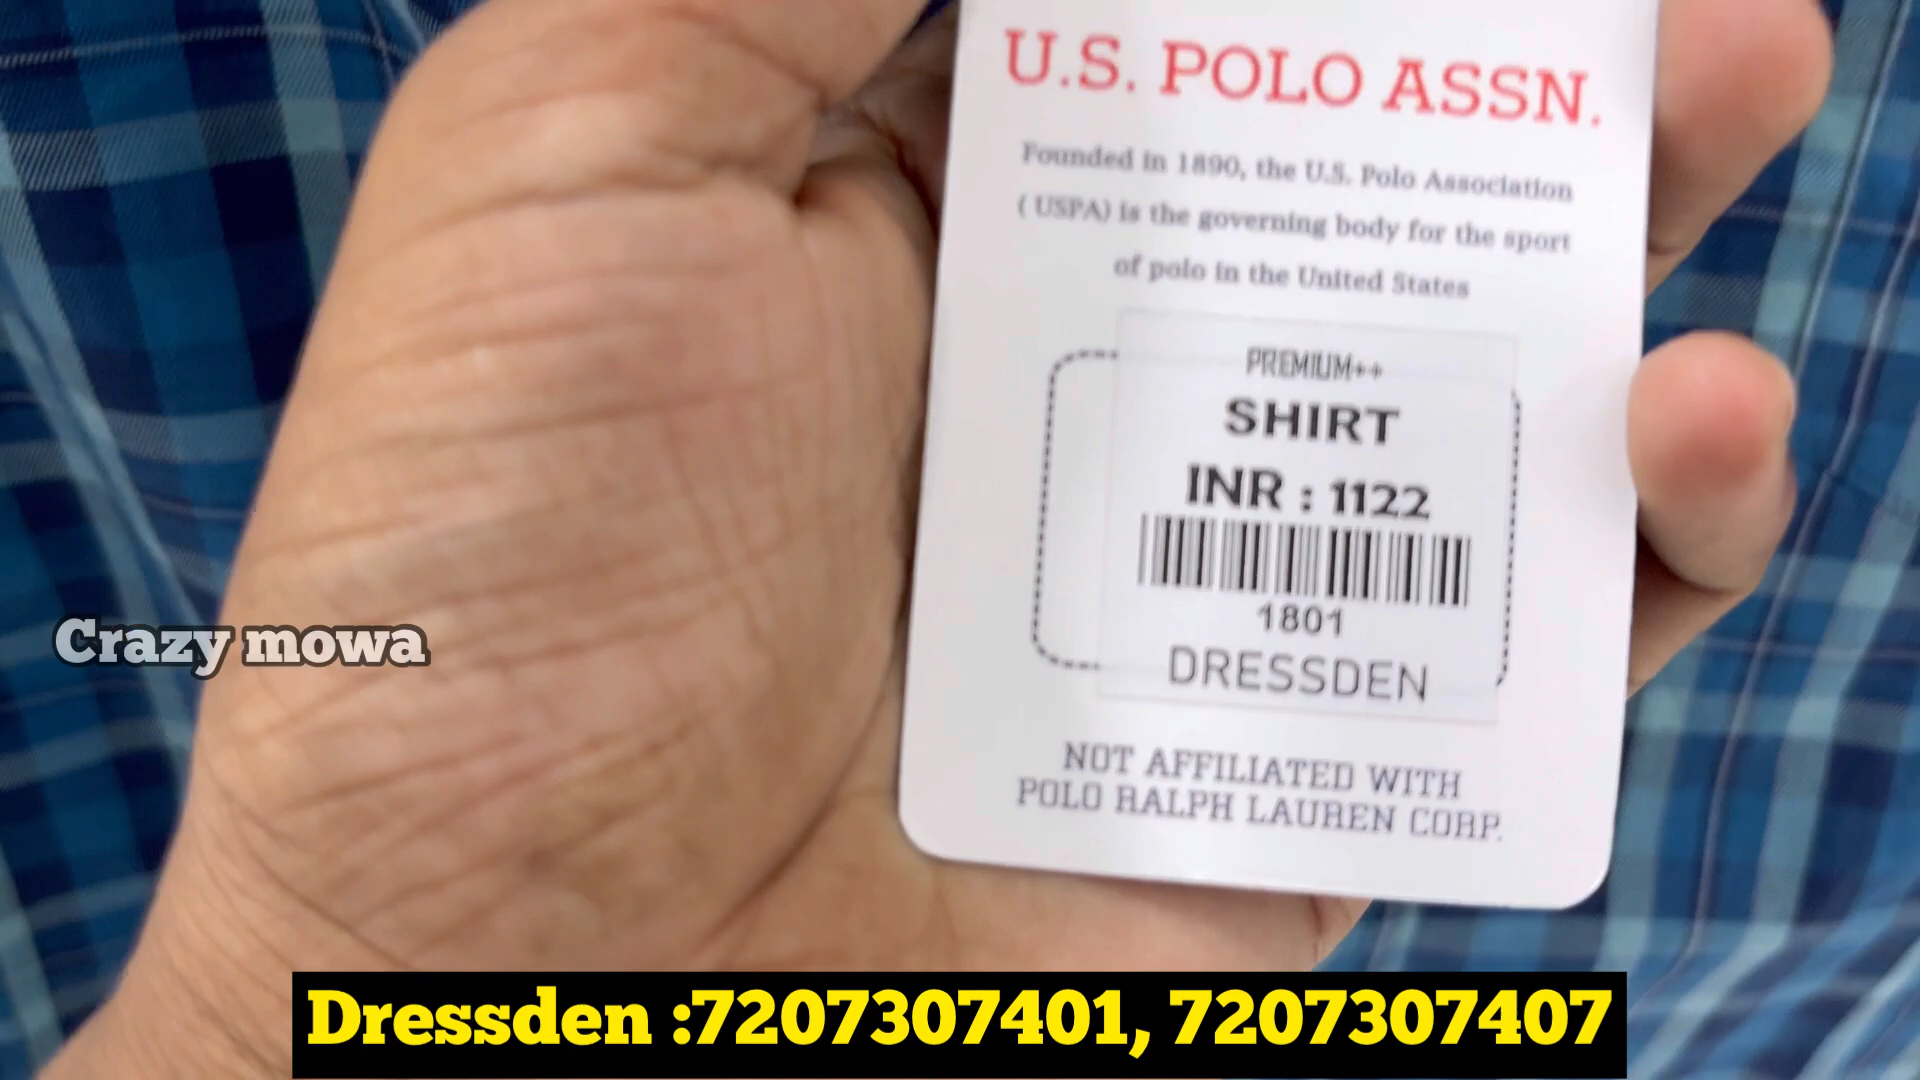 U.S. POLO ASSN.
Founded in 1890, the U.S. Polo Association
( USPA) is the governing body for the sport
of polo in the United States
PREMIUM++
SHIRT
INR : 1122
1801
DRESSDEN
NOT AFFILIATED WITH
POLO RALPH LAUREN CORP.
Crazy mowa
Dressden :7207307401, 7207307407